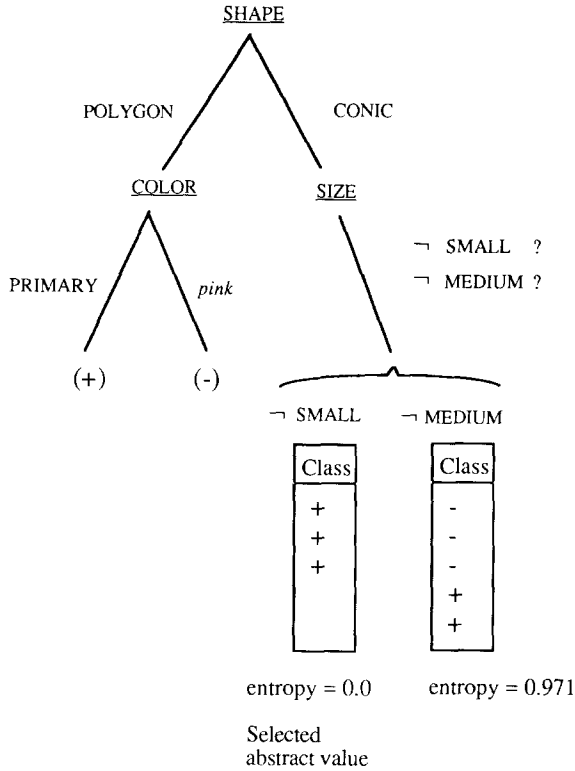 SHAPE
POLYGON
CONIC
COLOR
SIZE
¬ SMALL ?
¬ MEDIUM ?
PRIMARY
pink
(+)
(-)
¬ SMALL
¬ MEDIUM
Class
Class
+
+
+
-
-
-
+
+
entropy = 0.0
entropy = 0.971
Selected
abstract value